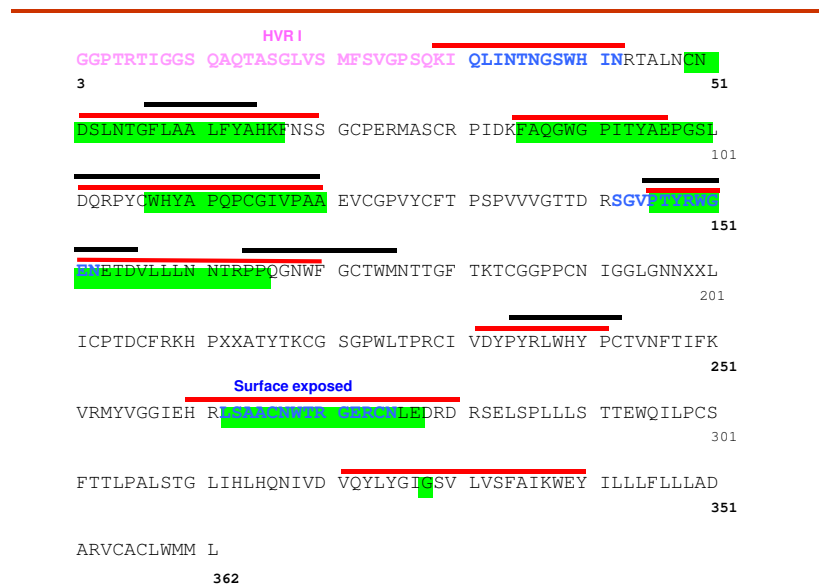 HVR I
GGPTRTIGGS QAQTASGLVS MFSVGPSQKI QLINTNGSWH INRTALNCN
3 51
DSLNTGFLAA LFYAHKFNSS GCPERMASCR PIDKFAQGWG PITYAEPGSL
101
DQRPYCWHYA PQPCGIVPAA EVCGPVYCFT PSPVVVGTTD RSGVPTYRWG
151
ENETDVLLLN NTRPPQGNWF GCTWMNTTGF TKTCGGPPCN IGGLGNNXXL
201
ICPTDCFRKH PXXATYTKCG SGPWLTPRCI VDYPYRLWHY PCTVNFTIFK
251
Surface exposed
VRMYVGGIEH RLSAACNWTR GERCNLEDRD RSELSPLLLS TTEWQILPCS
301
FTTLPALSTG LIHLHQNIVD VQYLYGIGSV LVSFAIKWEY ILLLFLLLAD
351
ARVCACLWMM L
362